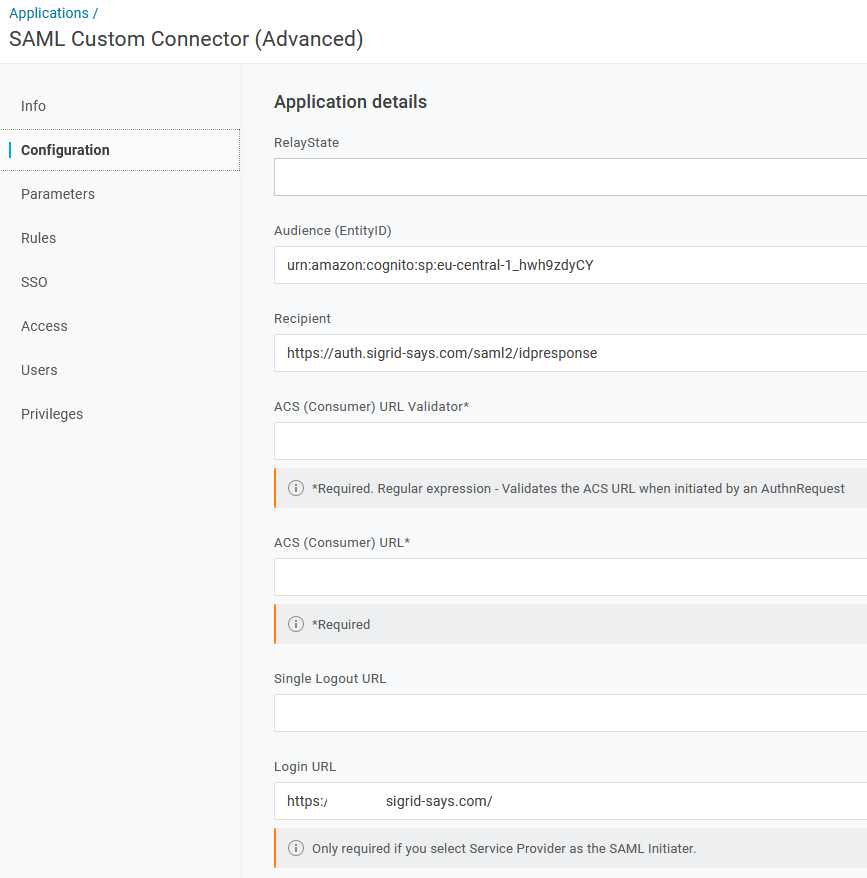 Applications /
SAML Custom Connector (Advanced)
Info
Configuration
Parameters
Rules
SSO
Access
Users
Privileges
Application details
RelayState
Audience (EntityID)
urn:amazon:cognito:sp:eu-central-1_hwh9zdyCY
Recipient
https://auth.sigrid-says.com/saml2/idpresponse
ACS (Consumer) URL Validator*
*Required. Regular expression - Validates the ACS URL when initiated by an AuthnRequest
ACS (Consumer) URL*
*Required
Single Logout URL
Login URL
https:/ sigrid-says.com/
Only required if you select Service Provider as the SAML Initiater.